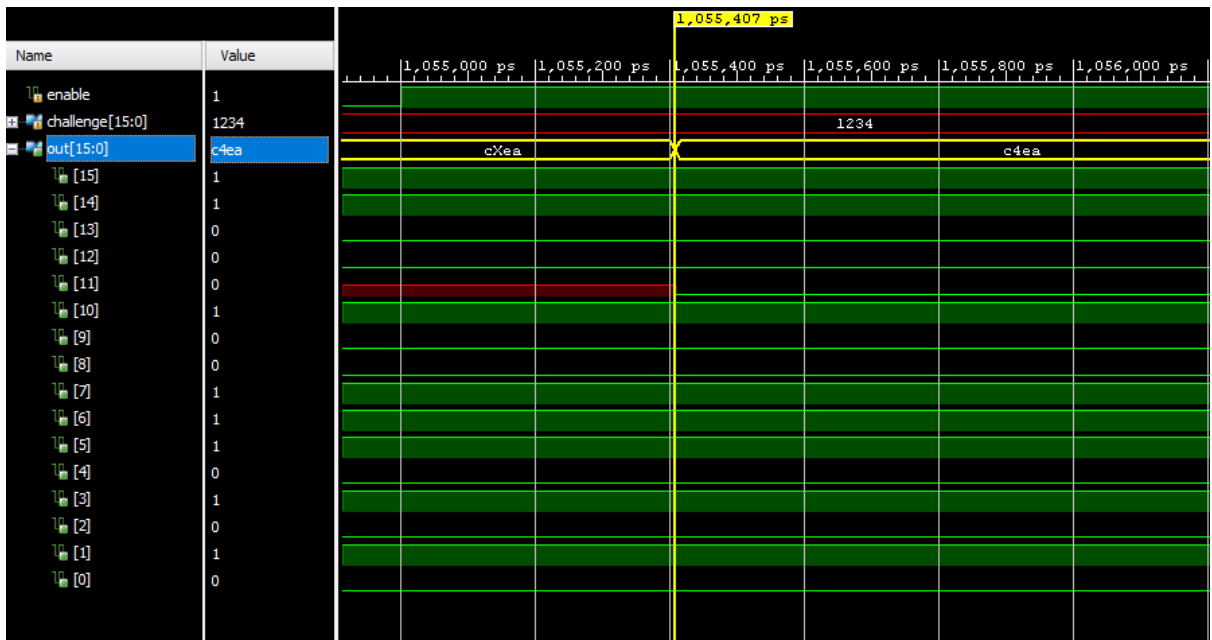 1,055,407 ps
Name Value
1,055,000 ps 1,055,200 ps 1,055,400 ps 1,055,600 ps 1,055,800 ps 1,056,000 ps
enable 1
challenge[15:0] 1234 1234
out[15:0] c4ea cXea c4ea
[15] 1
[14] 1
[13] 0
[12] 0
[11] 0
[10] 1
[9] 0
[8] 0
[7] 1
[6] 1
[5] 1
[4] 0
[3] 1
[2] 0
[1] 1
[0] 0